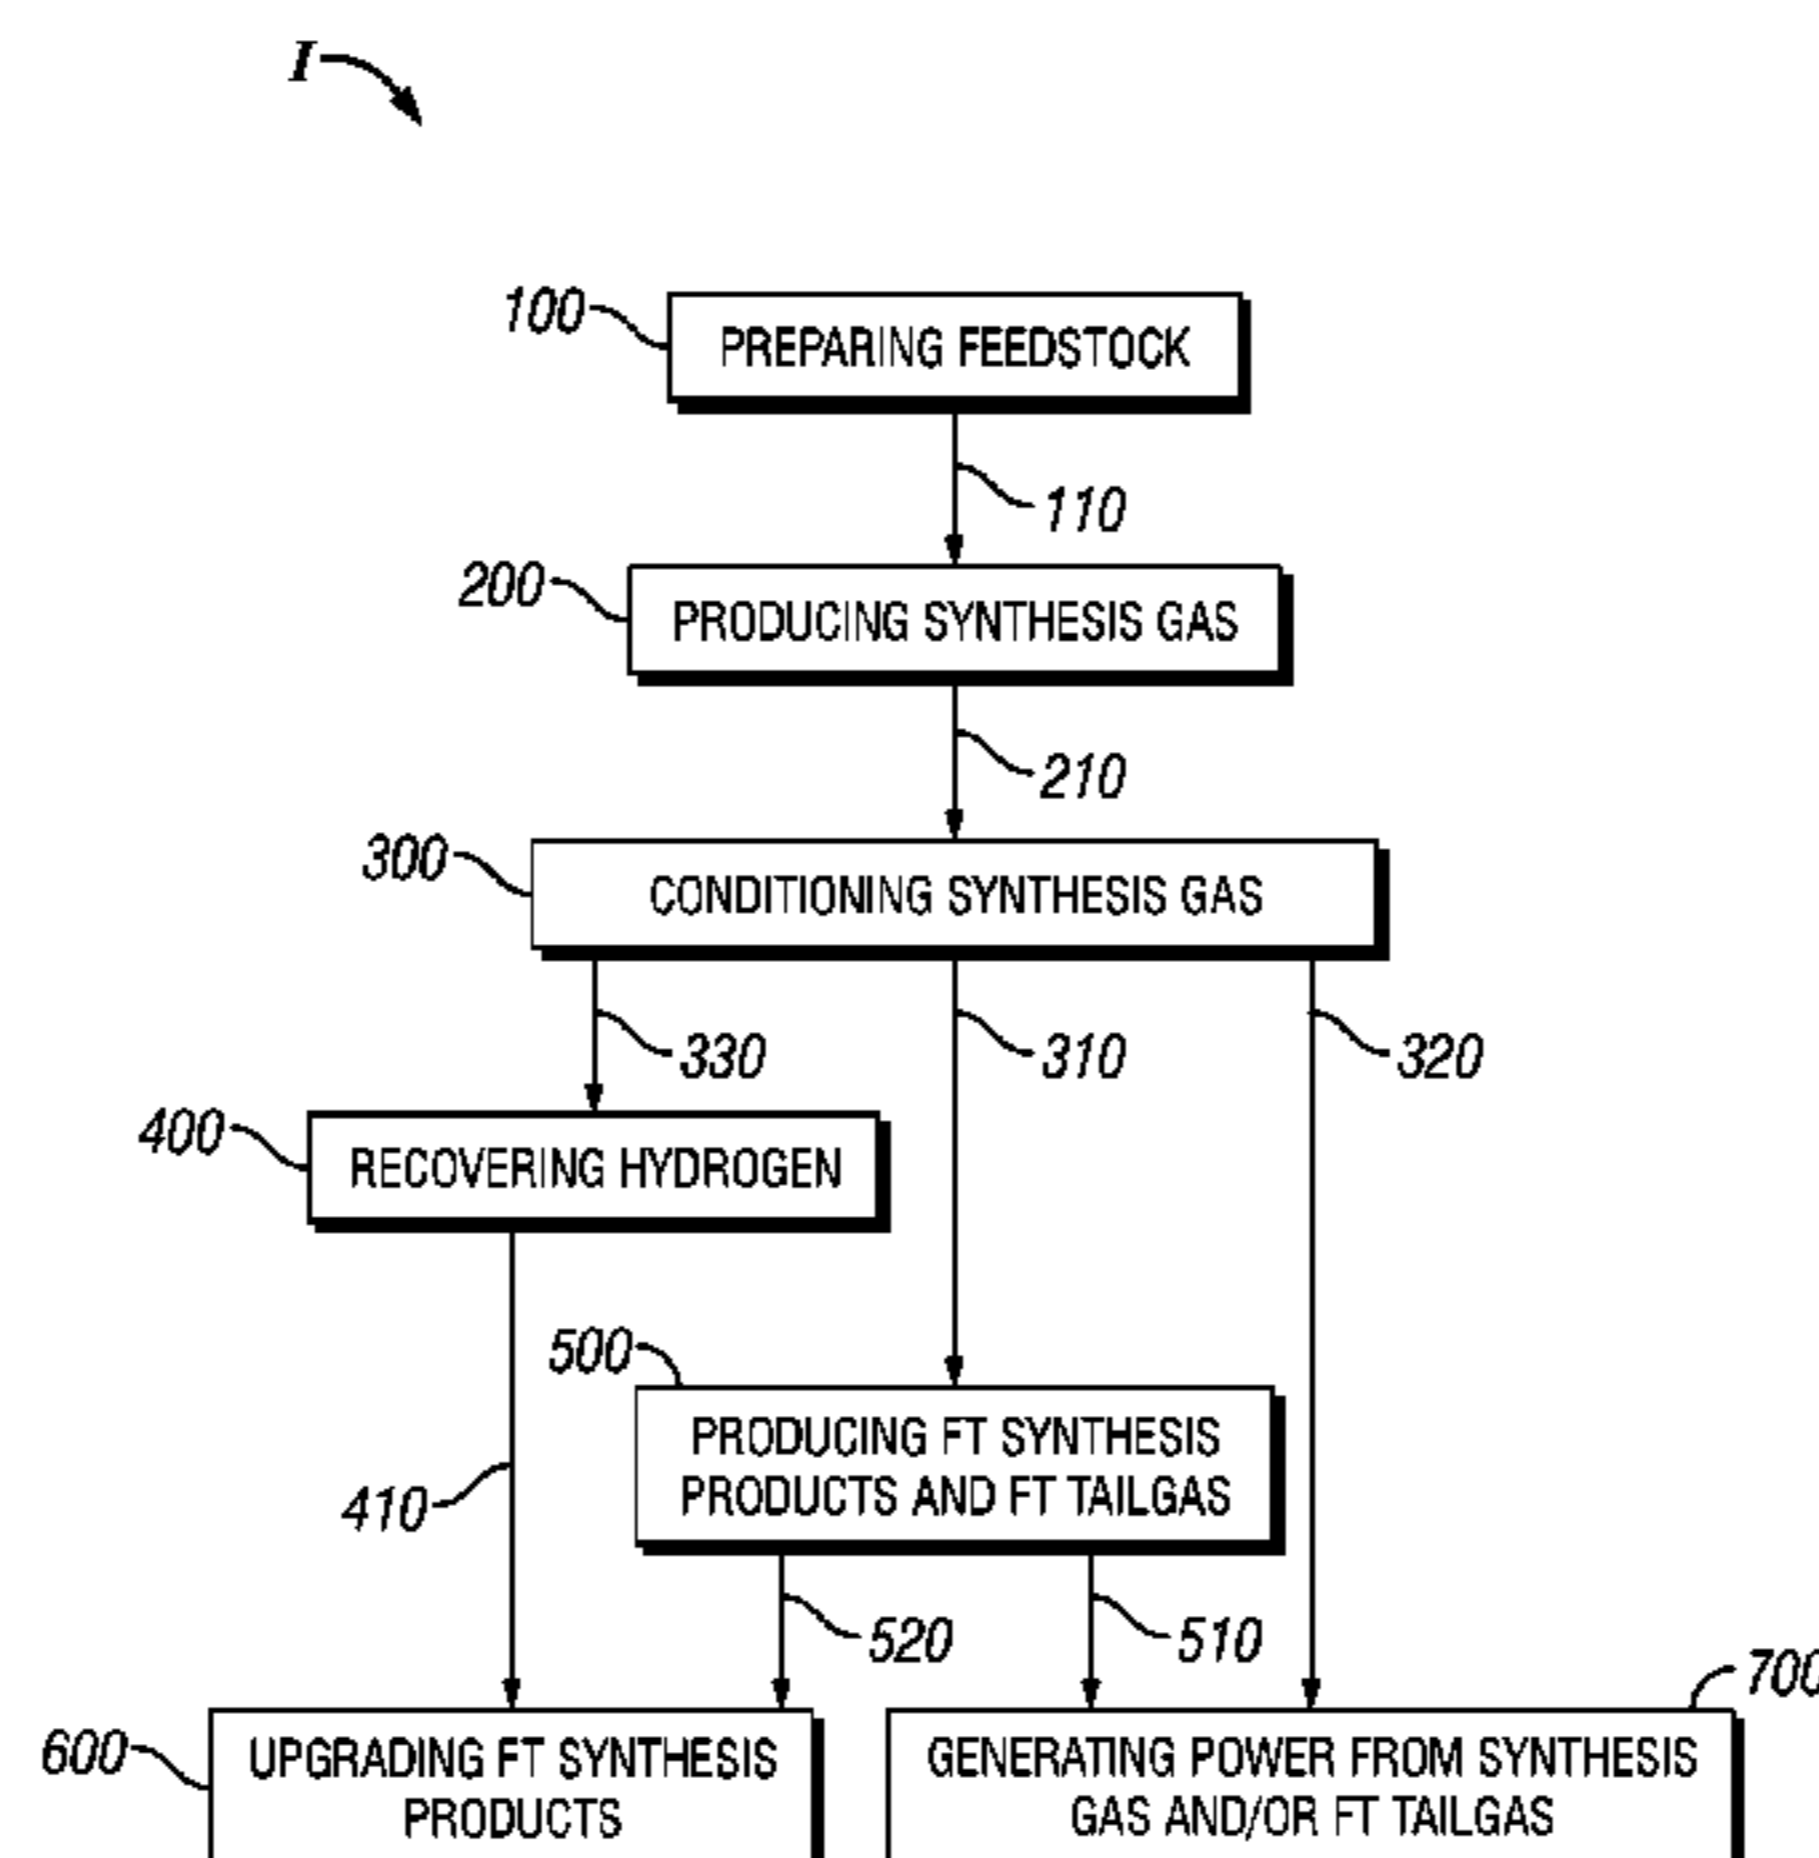 I
100
PREPARING FEEDSTOCK
110
200
PRODUCING SYNTHESIS GAS
210
300
CONDITIONING SYNTHESIS GAS
330
310
320
400
RECOVERING HYDROGEN
500
PRODUCING FT SYNTHESIS
PRODUCTS AND FT TAILGAS
410
520
510
700
600
UPGRADING FT SYNTHESIS
PRODUCTS
GENERATING POWER FROM SYNTHESIS
GAS AND/OR FT TAILGAS